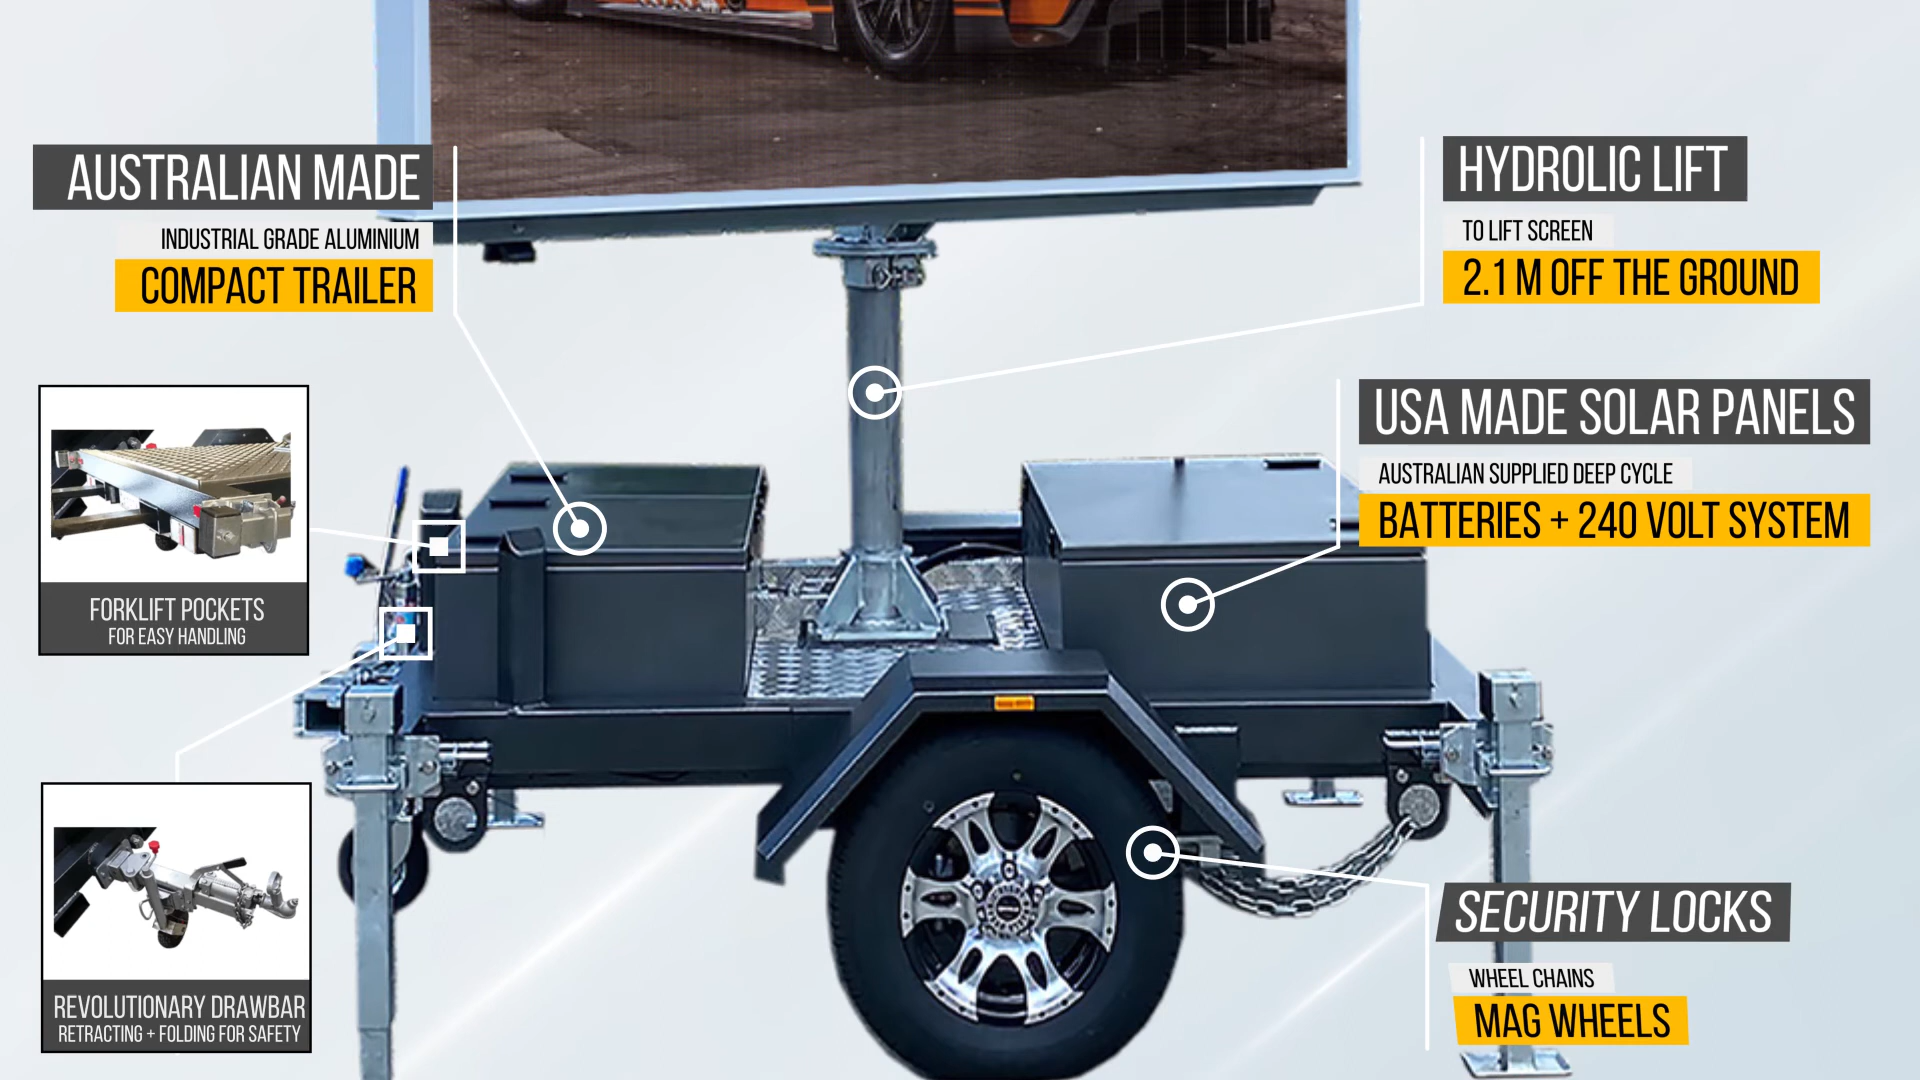 AUSTRALIAN MADE
INDUSTRIAL GRADE ALUMINIUM
COMPACT TRAILER
HYDROLIC LIFT
TO LIFT SCREEN
2.1 M OFF THE GROUND
USA MADE SOLAR PANELS
AUSTRALIAN SUPPLIED DEEP CYCLE
BATTERIES + 240 VOLT SYSTEM
FORKLIFT POCKETS
FOR EASY HANDLING
REVOLUTIONARY DRAWBAR
RETRACTING + FOLDING FOR SAFETY
SECURITY LOCKS
WHEEL CHAINS
MAG WHEELS